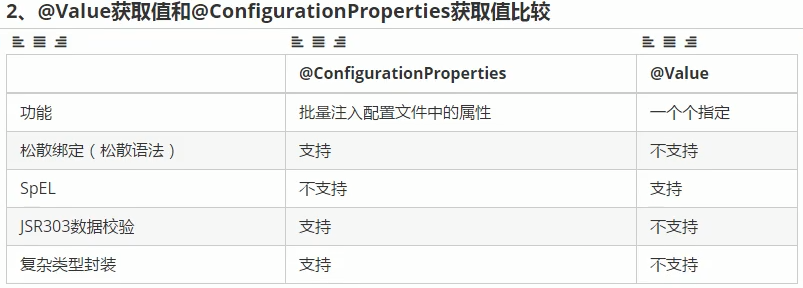 2、@Value获取值和@ConfigurationProperties获取值比较
@ConfigurationProperties @Value
功能 批量注入配置文件中的属性 一个个指定
松散绑定（松散语法） 支持 不支持
SpEL 不支持 支持
JSR303数据校验 支持 不支持
复杂类型封装 支持 不支持